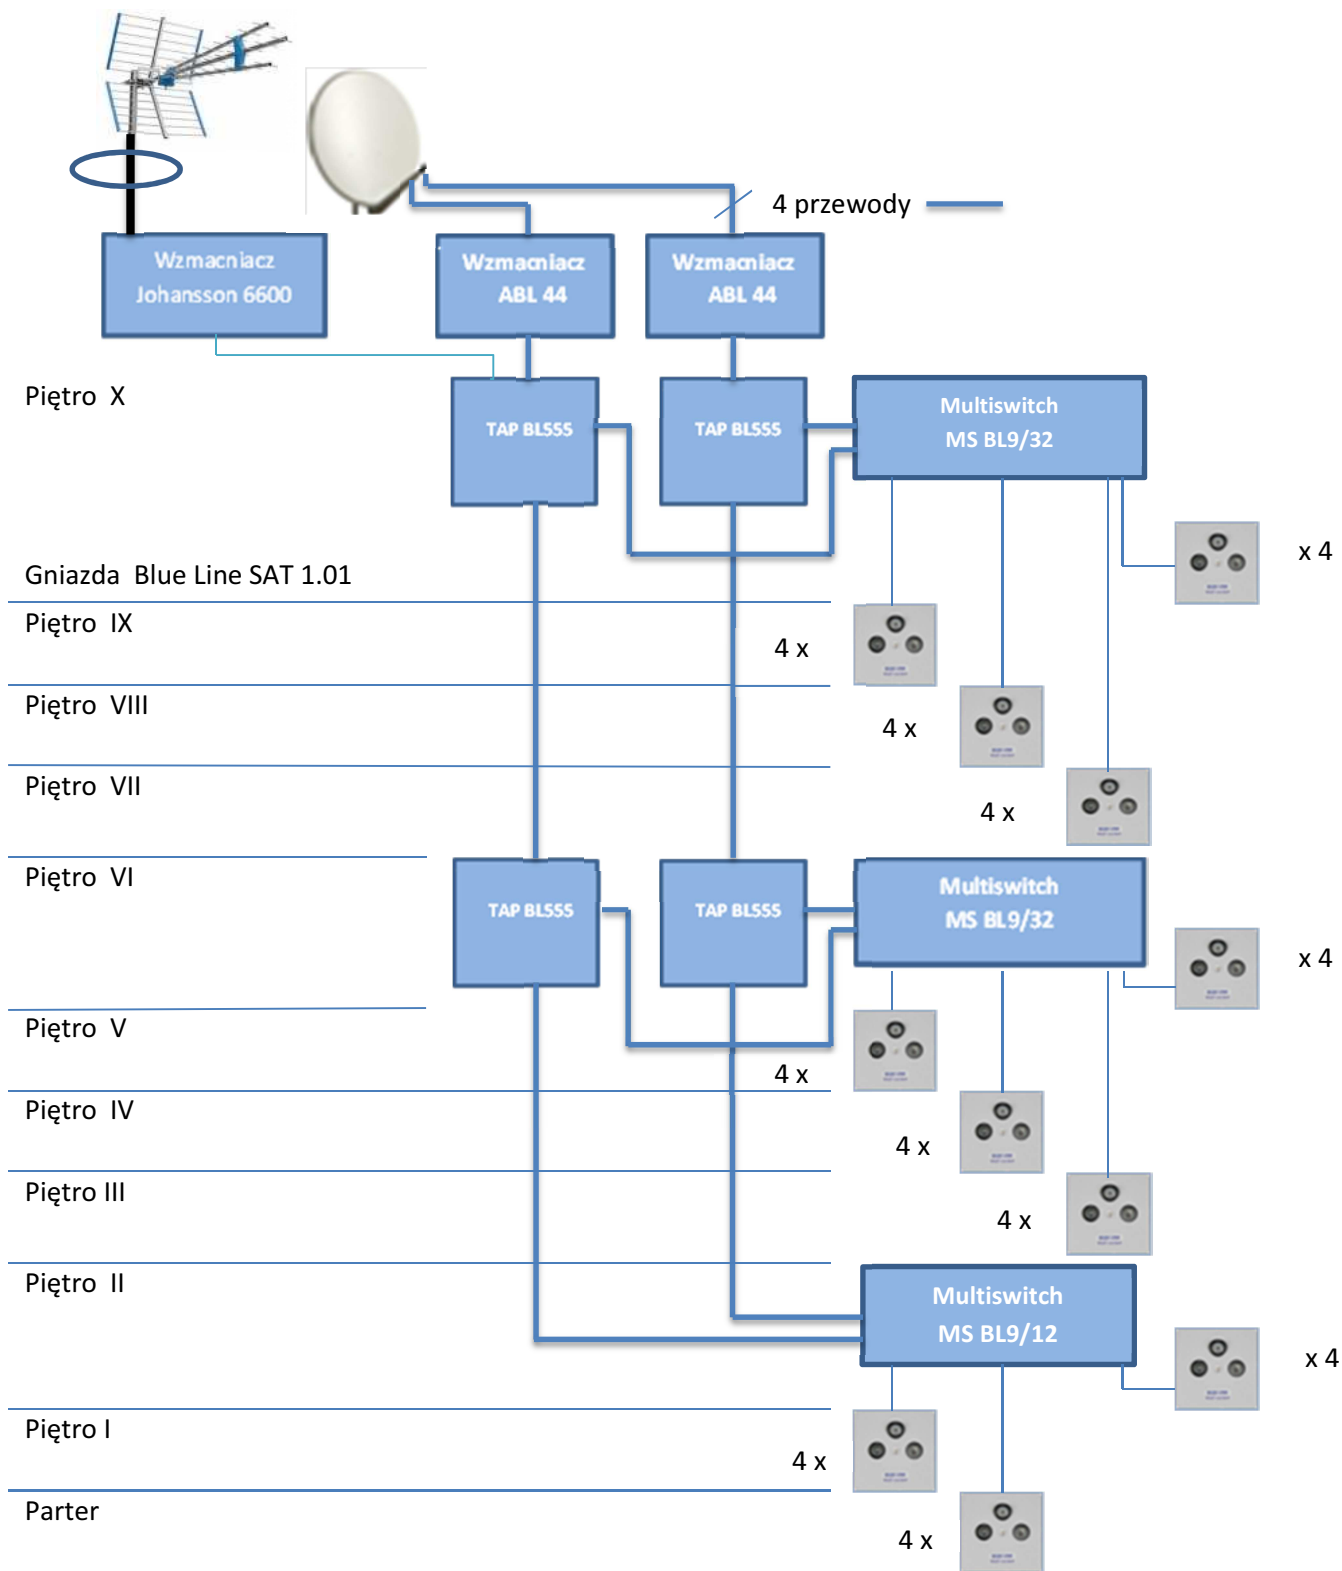 4 przewody
Wzmacniacz
Johansson 6600
Wzmacniacz
ABL 44
Wzmacniacz
ABL 44
Piętro X
TAP BL555
TAP BL555
Multiswitch
MS BL9/32
x 4
Gniazda Blue Line SAT 1.01
Piętro IX
4 x
Piętro VIII
4 x
Piętro VII
4 x
Piętro VI
TAP BL555
TAP BL555
Multiswitch
MS BL9/32
x 4
Piętro V
4 x
Piętro IV
4 x
Piętro III
4 x
Piętro II
Multiswitch
MS BL9/12
x 4
Piętro I
4 x
Parter
4 x